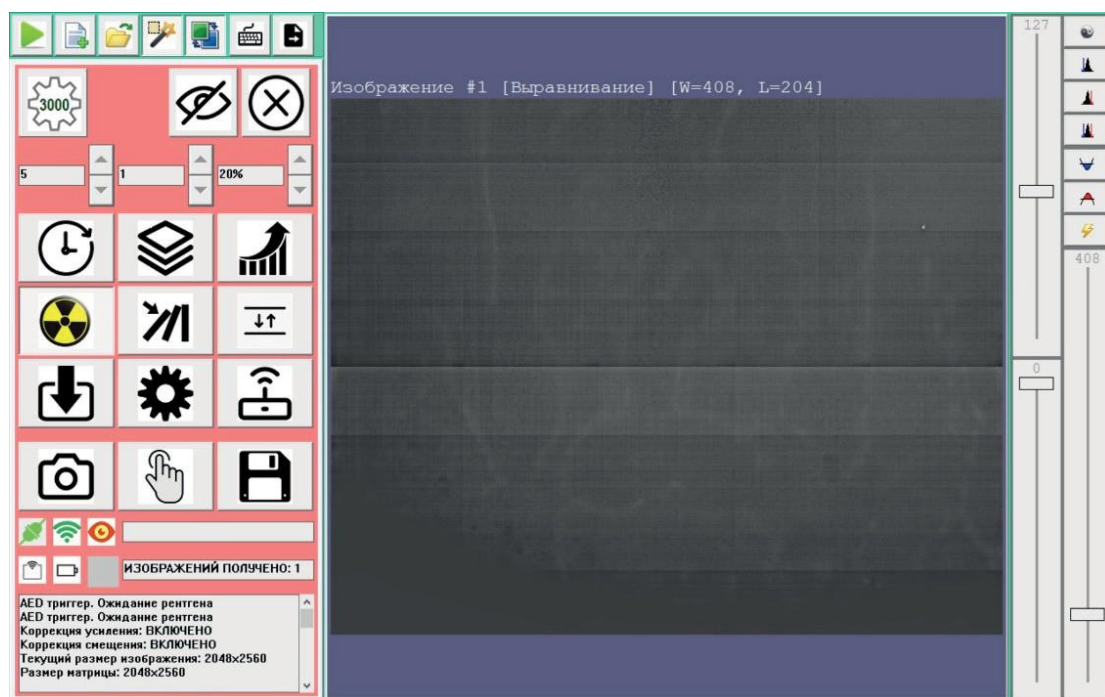 3000
5
1
20%
ИЗОБРАЖЕНИЙ ПОЛУЧЕНО: 1
AED триггер. Ожидание рентгена
AED триггер. Ожидание рентгена
Коррекция усиления: ВКЛЮЧЕНО
Коррекция смещения: ВКЛЮЧЕНО
Текущий размер изображения: 2048x2560
Размер матрицы: 2048x2560
Изображение #1 [Выравнивание] [W=408, L=204]
127
0
408